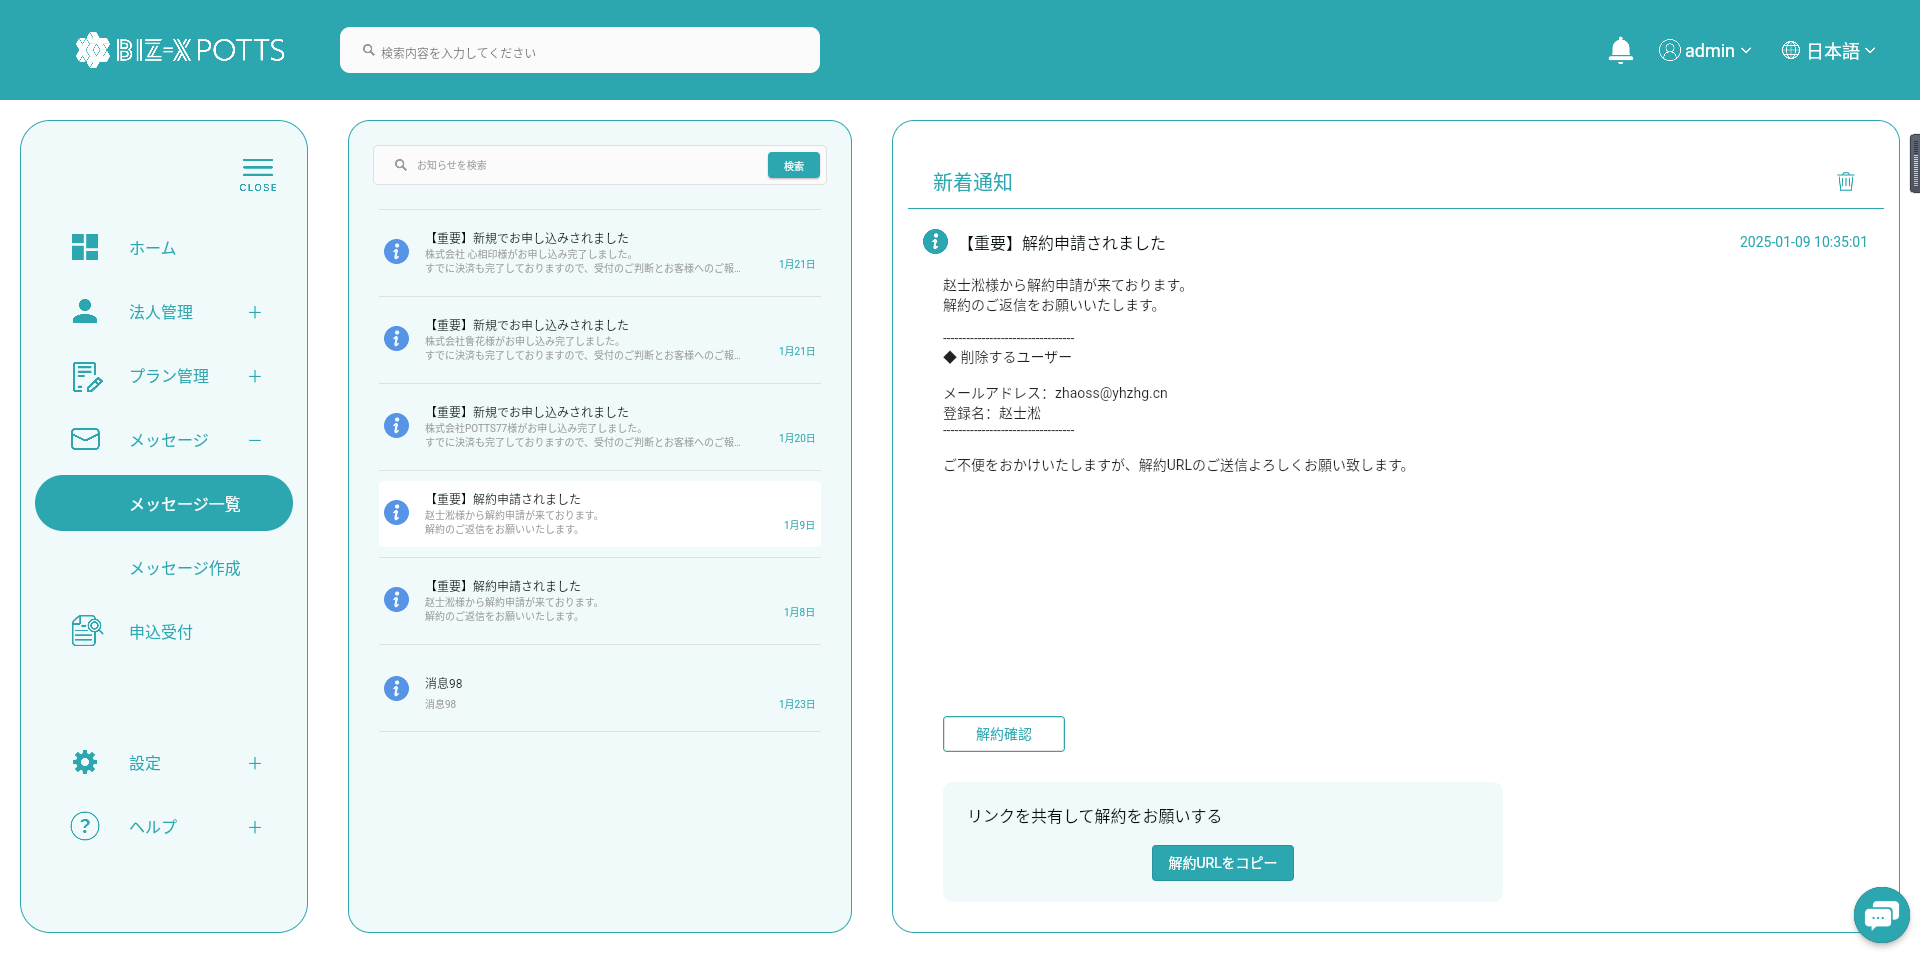 BIZ=X POTTS
検索内容を入力してください
admin
日本語
CLOSE
ホーム
法人管理
プラン管理
メッセージ
メッセージ一覧
メッセージ作成
申込受付
設定
ヘルプ
お知らせを検索
検索
【重要】新規でお申し込みされました
株式会社 心相印様がお申し込み完了しました。
すでに決済も完了しておりますので、受付のご判断とお客様へのご報...
1月21日
【重要】新規でお申し込みされました
株式会社鲁花様がお申し込み完了しました。
すでに決済も完了しておりますので、受付のご判断とお客様へのご報...
1月21日
【重要】新規でお申し込みされました
株式会社POTTS77様がお申し込み完了しました。
すでに決済も完了しておりますので、受付のご判断とお客様へのご報...
1月20日
【重要】解約申請されました
赵士淞様から解約申請が来ております。
解約のご返信をお願いいたします。
1月9日
【重要】解約申請されました
赵士淞様から解約申請が来ております。
解約のご返信をお願いいたします。
1月8日
消息98
消息98
1月23日
新着通知
【重要】解約申請されました
2025-01-09 10:35:01
赵士淞様から解約申請が来ております。
解約のご返信をお願いいたします。
---------------------------------
◆ 削除するユーザー
メールアドレス：zhaoss@yhzhg.cn
登録名：赵士淞
---------------------------------
ご不便をおかけいたしますが、解約URLのご送信よろしくお願い致します。
解約確認
リンクを共有して解約をお願いする
解約URLをコピー